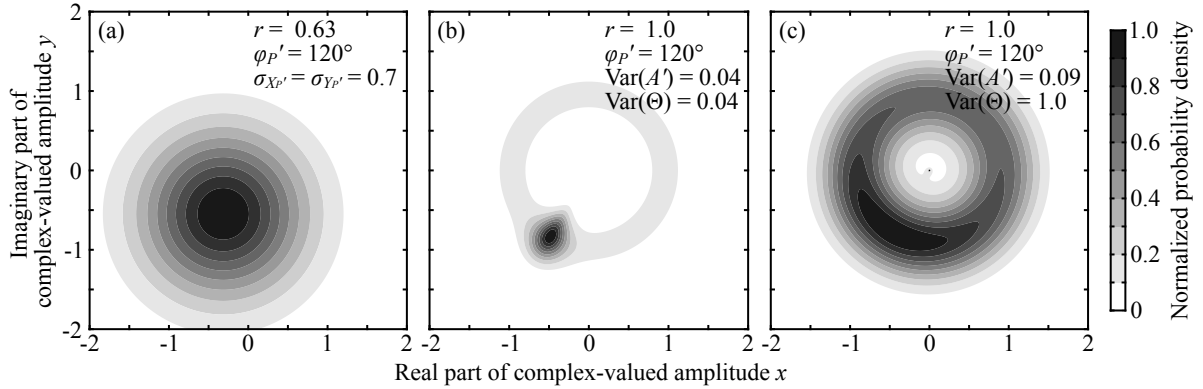 (a)
r = 0.63
φP′ = 120°
σXP′ = σYP′ = 0.7
(b)
r = 1.0
φP′ = 120°
Var(A′) = 0.04
Var(Θ) = 0.04
(c)
r = 1.0
φP′ = 120°
Var(A′) = 0.09
Var(Θ) = 1.0
Imaginary part of
complex-valued amplitude y
2
1
0
-1
-2
-2 -1 0 1 2
-2 -1 0 1 2
-2 -1 0 1 2
Real part of complex-valued amplitude x
1.0
0.8
0.6
0.4
0.2
0
Normalized probability density